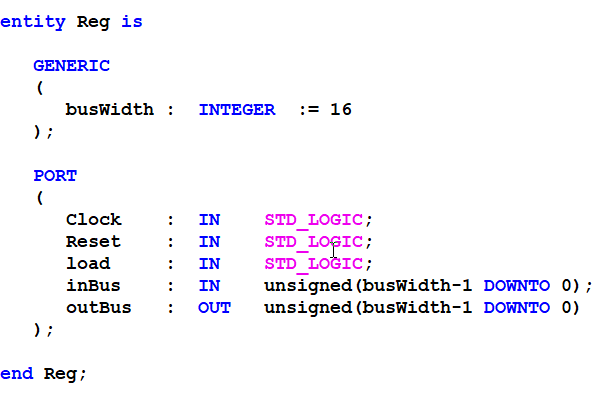 entity Reg is
GENERIC
(
busWidth : INTEGER := 16
);
PORT
(
Clock : IN STD_LOGIC;
Reset : IN STD_LOGIC;
load : IN STD_LOGIC;
inBus : IN unsigned(busWidth-1 DOWNTO 0);
outBus : OUT unsigned(busWidth-1 DOWNTO 0)
);
end Reg;